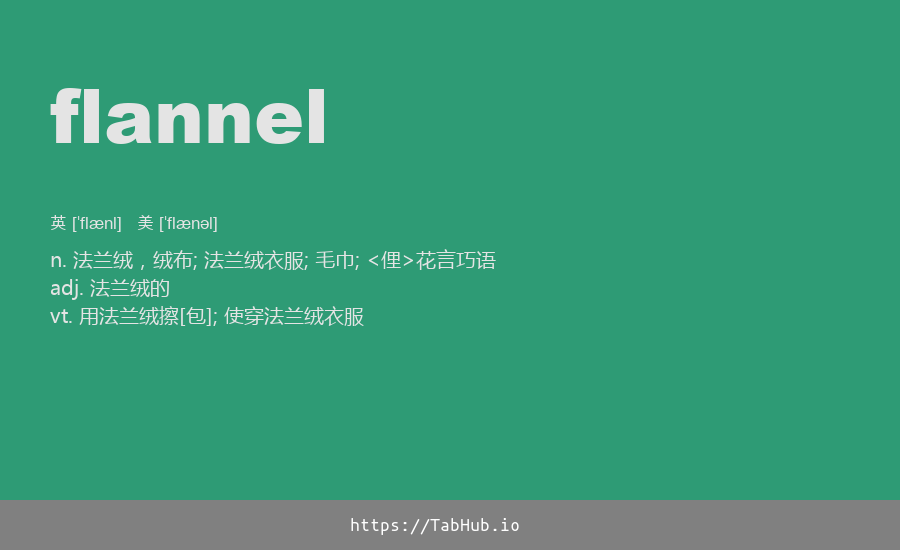 flannel
英 [ˈflænl] 美 [ˈflænəl]
n. 法兰绒，绒布; 法兰绒衣服; 毛巾; <俚>花言巧语
adj. 法兰绒的
vt. 用法兰绒擦[包]; 使穿法兰绒衣服
https://TabHub.io